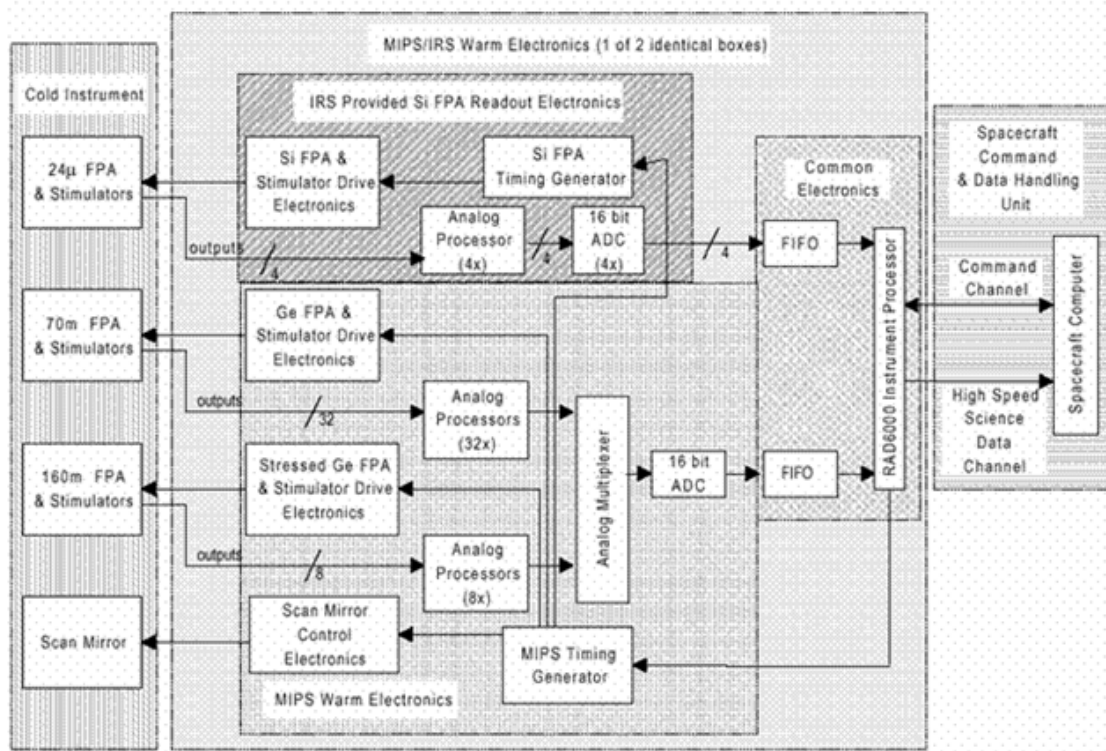 MIPS/IRS Warm Electronics (1 of 2 identical boxes)
Cold Instrument
IRS Provided Si FPA Readout Electronics
24μ FPA
& Stimulators
Si FPA &
Stimulator Drive
Electronics
Si FPA
Timing Generator
outputs
4
Analog
Processor
(4x)
4
16 bit
ADC
(4x)
4
Common
Electronics
FIFO
RAD6000 Instrument Processor
Spacecraft
Command
& Data Handling
Unit
Command
Channel
High Speed
Science
Data
Channel
Spacecraft Computer
70m FPA
& Stimulators
Ge FPA &
Stimulator Drive
Electronics
outputs
32
Analog
Processors
(32x)
Analog Multiplexer
16 bit
ADC
FIFO
160m FPA
& Stimulators
Stressed Ge FPA
& Stimulator Drive
Electronics
outputs
8
Analog
Processors
(8x)
Scan Mirror
Scan Mirror
Control
Electronics
MIPS Timing
Generator
MIPS Warm Electronics